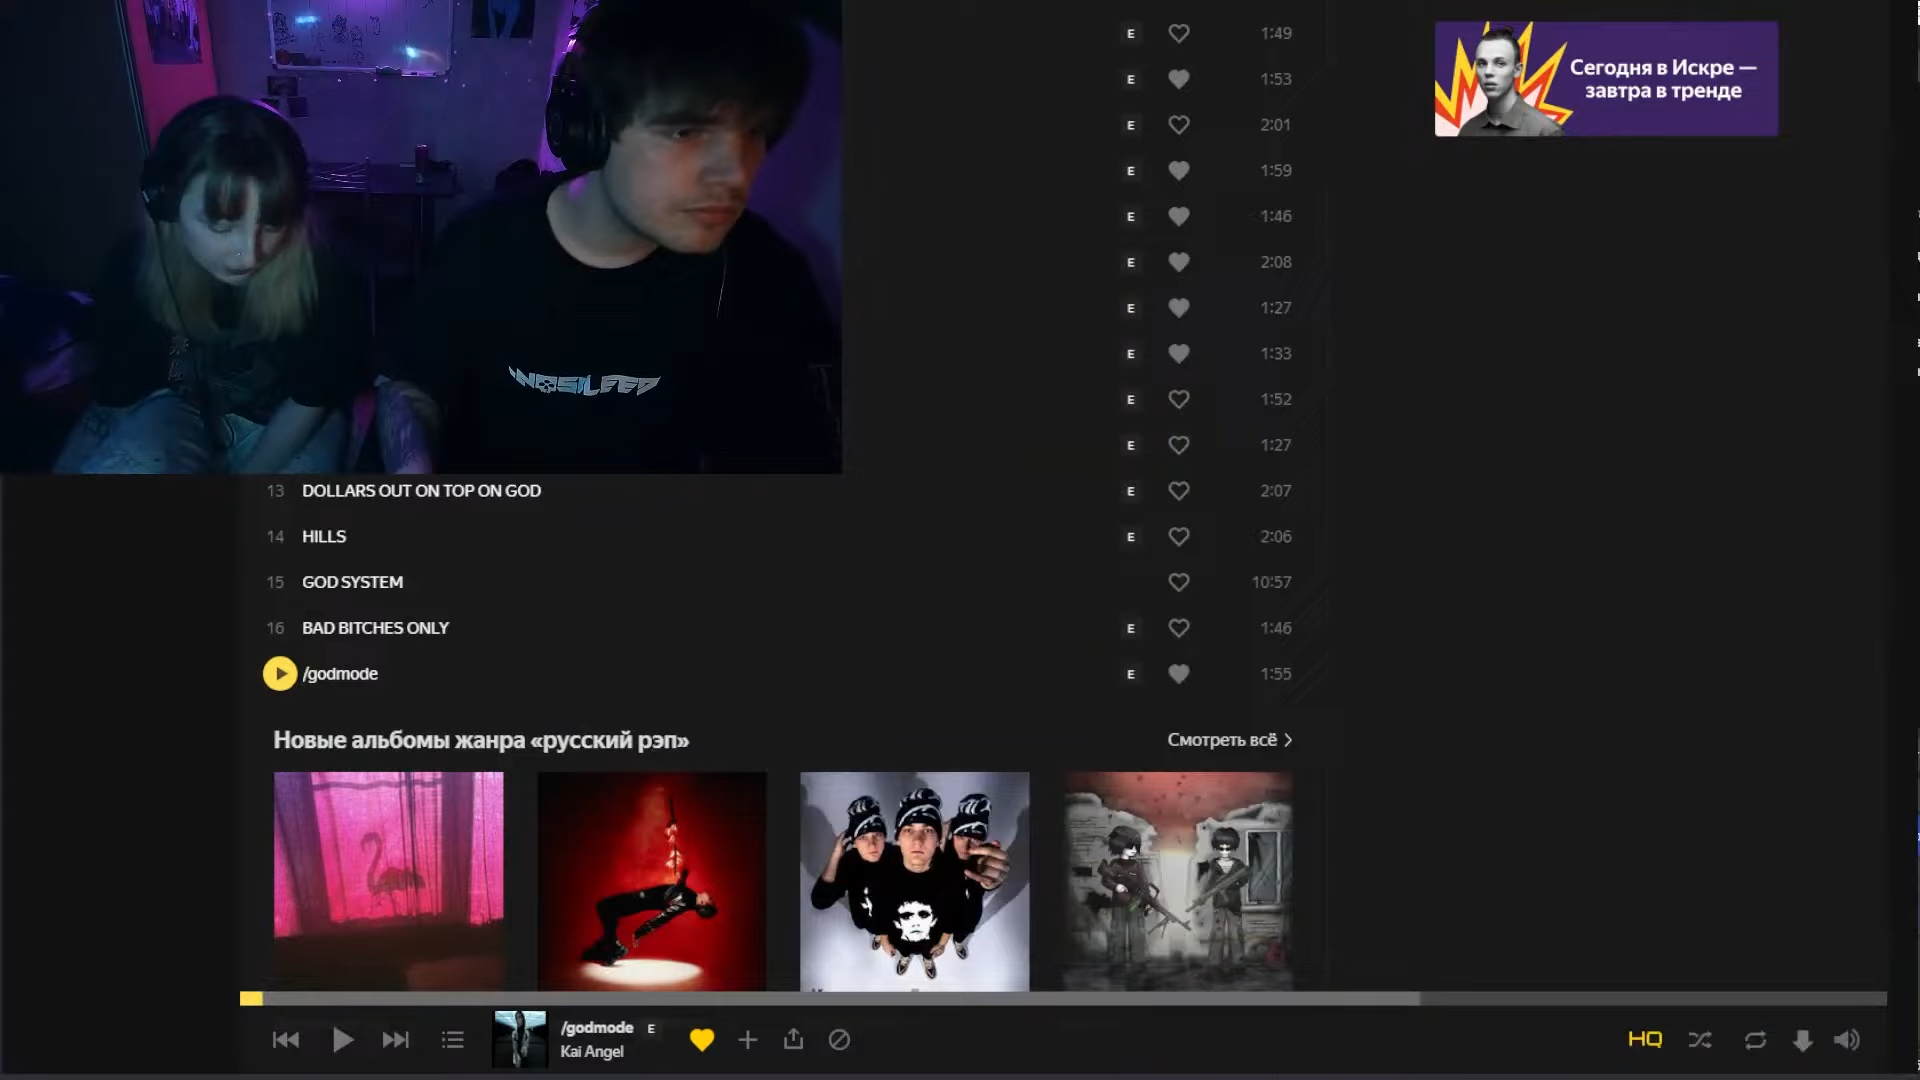 E 1:49
E 1:53
E 2:01
E 1:59
E 1:46
E 2:08
E 1:27
E 1:33
E 1:52
E 1:27
13 DOLLARS OUT ON TOP ON GOD E 2:07
14 HILLS E 2:06
15 GOD SYSTEM 10:57
16 BAD BITCHES ONLY E 1:46
/godmode E 1:55
Сегодня в Искре —
завтра в тренде
NOSLEEP
Новые альбомы жанра «русский рэп»
Смотреть всё
/godmode E
Kai Angel
HQ